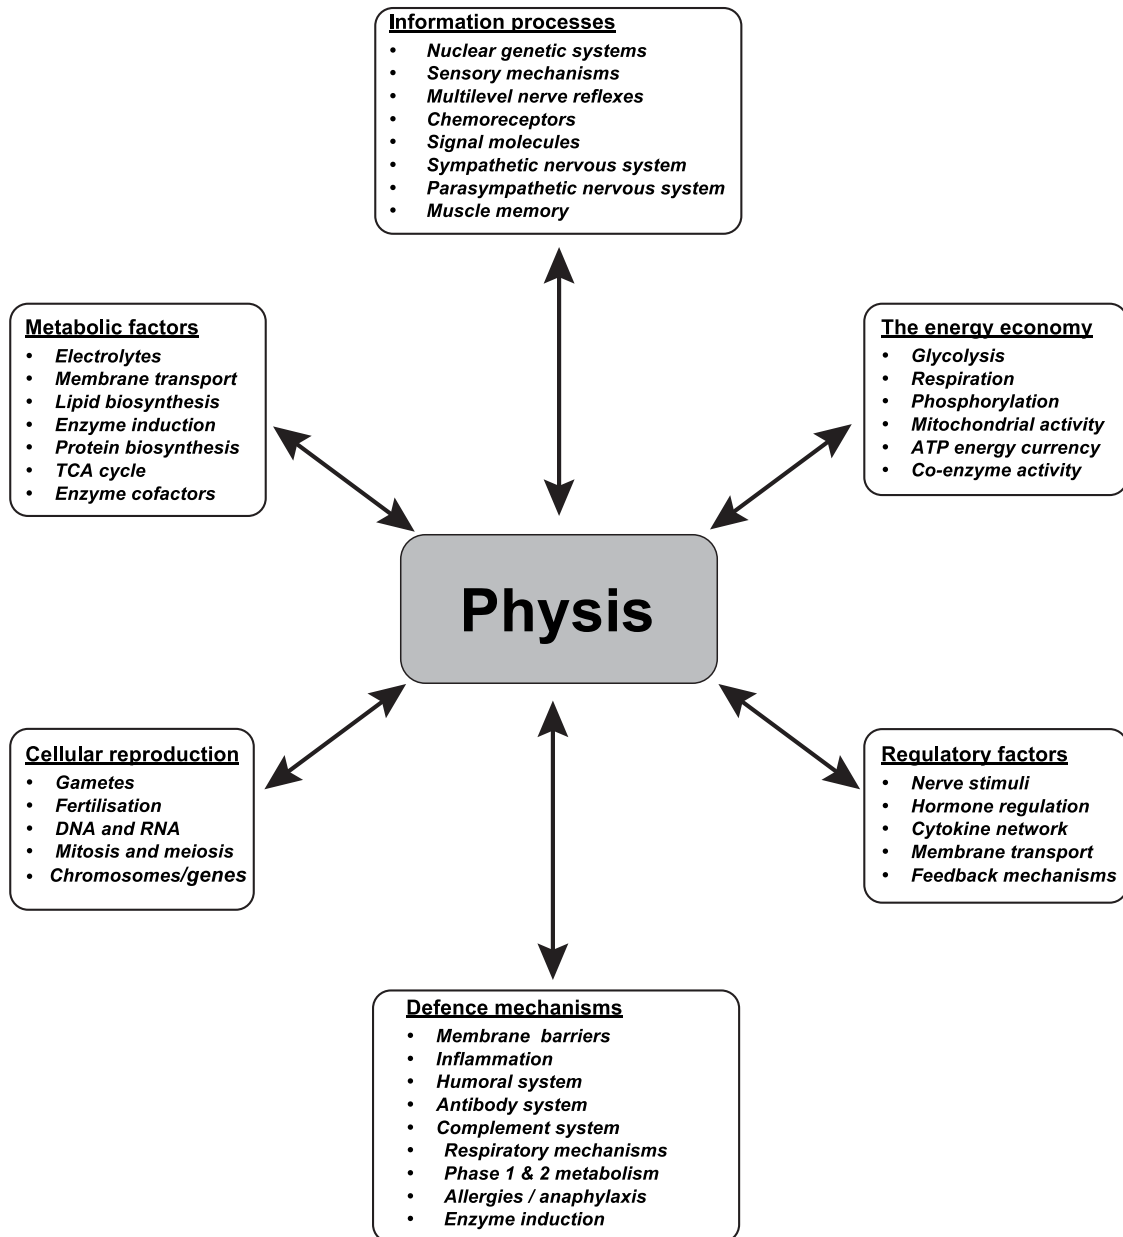 Information processes
• Nuclear genetic systems
• Sensory mechanisms
• Multilevel nerve reflexes
• Chemoreceptors
• Signal molecules
• Sympathetic nervous system
• Parasympathetic nervous system
• Muscle memory
Metabolic factors
• Electrolytes
• Membrane transport
• Lipid biosynthesis
• Enzyme induction
• Protein biosynthesis
• TCA cycle
• Enzyme cofactors
The energy economy
• Glycolysis
• Respiration
• Phosphorylation
• Mitochondrial activity
• ATP energy currency
• Co-enzyme activity
Physis
Cellular reproduction
• Gametes
• Fertilisation
• DNA and RNA
• Mitosis and meiosis
• Chromosomes/genes
Regulatory factors
• Nerve stimuli
• Hormone regulation
• Cytokine network
• Membrane transport
• Feedback mechanisms
Defence mechanisms
• Membrane barriers
• Inflammation
• Humoral system
• Antibody system
• Complement system
• Respiratory mechanisms
• Phase 1 & 2 metabolism
• Allergies / anaphylaxis
• Enzyme induction